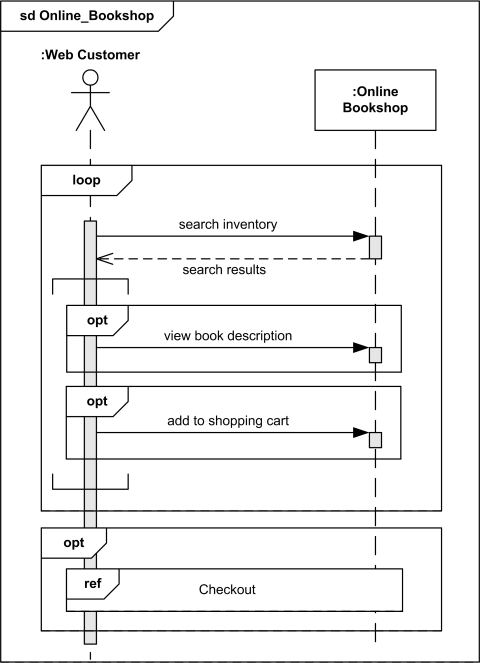 sd Online_Bookshop
:Web Customer
:Online
Bookshop
loop
search inventory
search results
opt
view book description
opt
add to shopping cart
opt
ref
Checkout